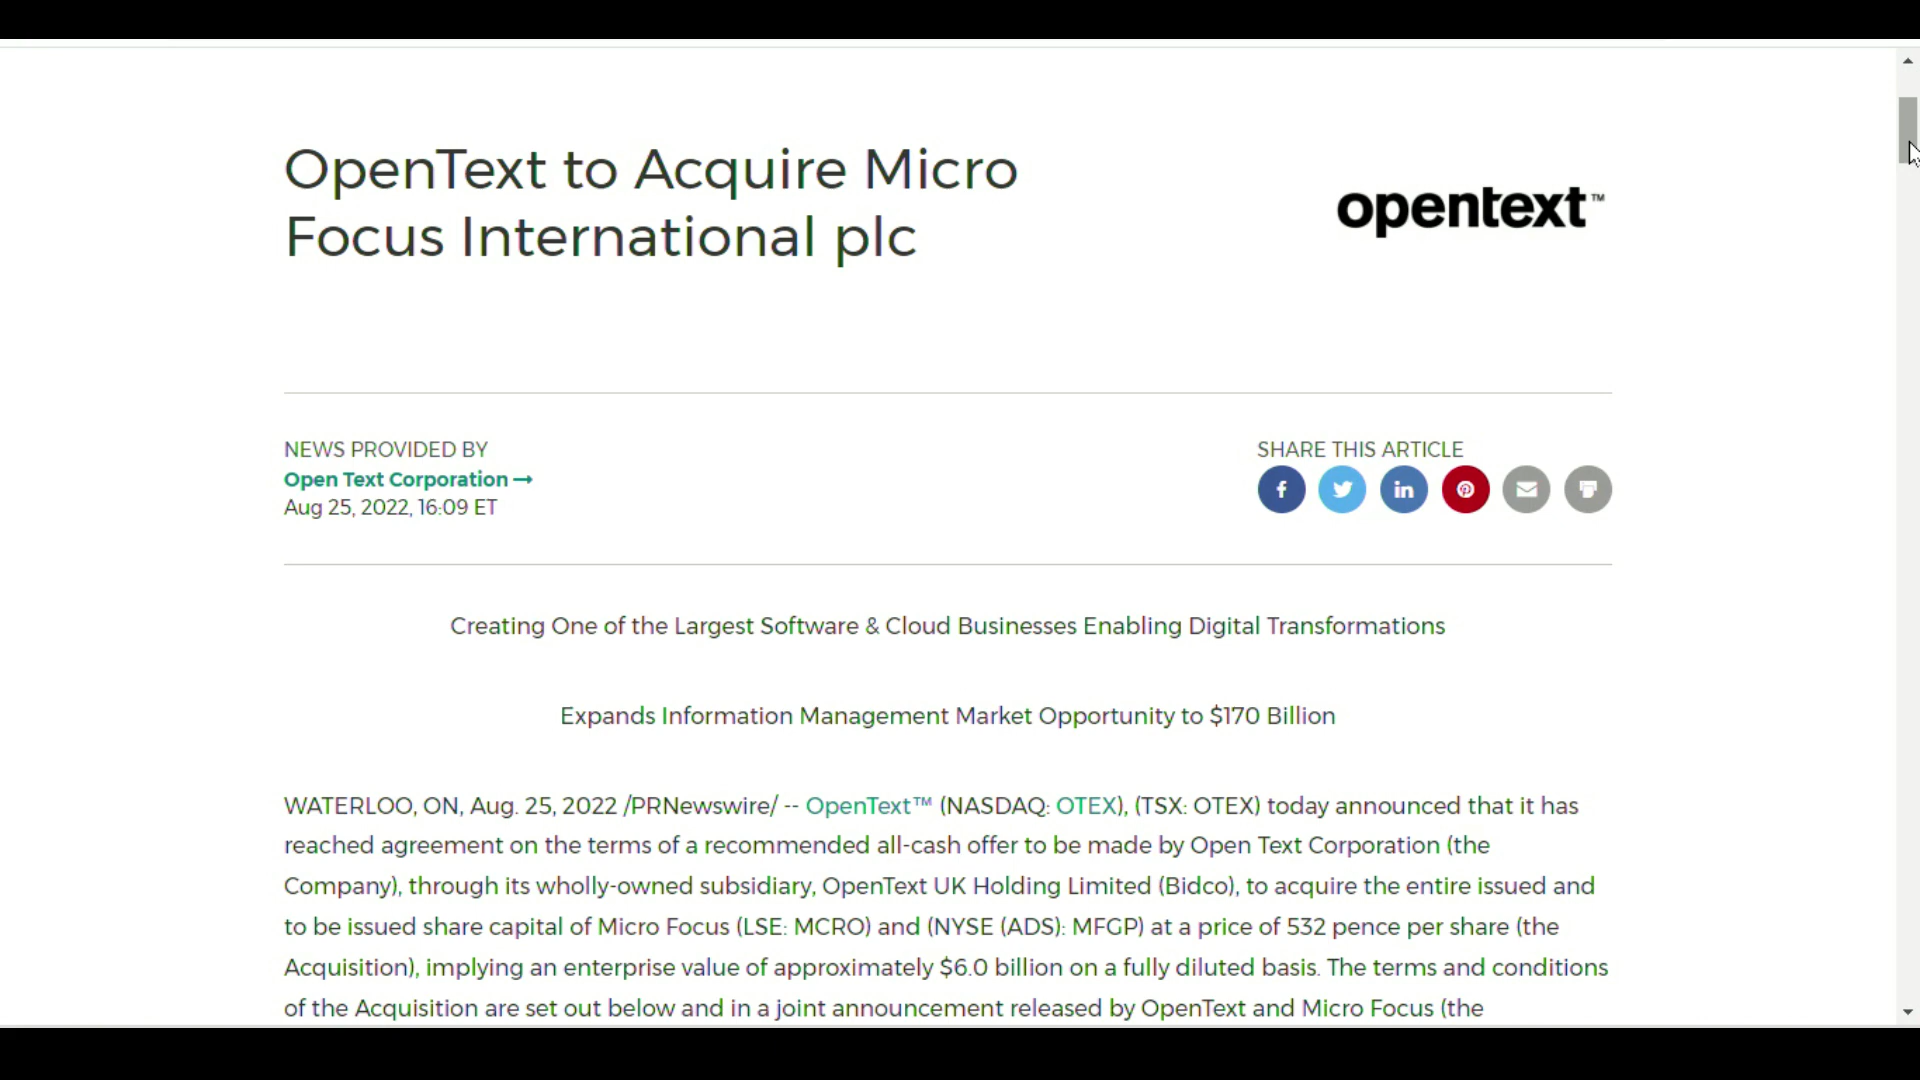 OpenText to Acquire Micro
Focus International plc
opentext™
NEWS PROVIDED BY
Open Text Corporation →
Aug 25, 2022, 16:09 ET
SHARE THIS ARTICLE
Creating One of the Largest Software & Cloud Businesses Enabling Digital Transformations
Expands Information Management Market Opportunity to $170 Billion
WATERLOO, ON, Aug. 25, 2022 /PRNewswire/ -- OpenText™ (NASDAQ: OTEX), (TSX: OTEX) today announced that it has
reached agreement on the terms of a recommended all-cash offer to be made by Open Text Corporation (the
Company), through its wholly-owned subsidiary, OpenText UK Holding Limited (Bidco), to acquire the entire issued and
to be issued share capital of Micro Focus (LSE: MCRO) and (NYSE (ADS): MFGP) at a price of 532 pence per share (the
Acquisition), implying an enterprise value of approximately $6.0 billion on a fully diluted basis. The terms and conditions
of the Acquisition are set out below and in a joint announcement released by OpenText and Micro Focus (the